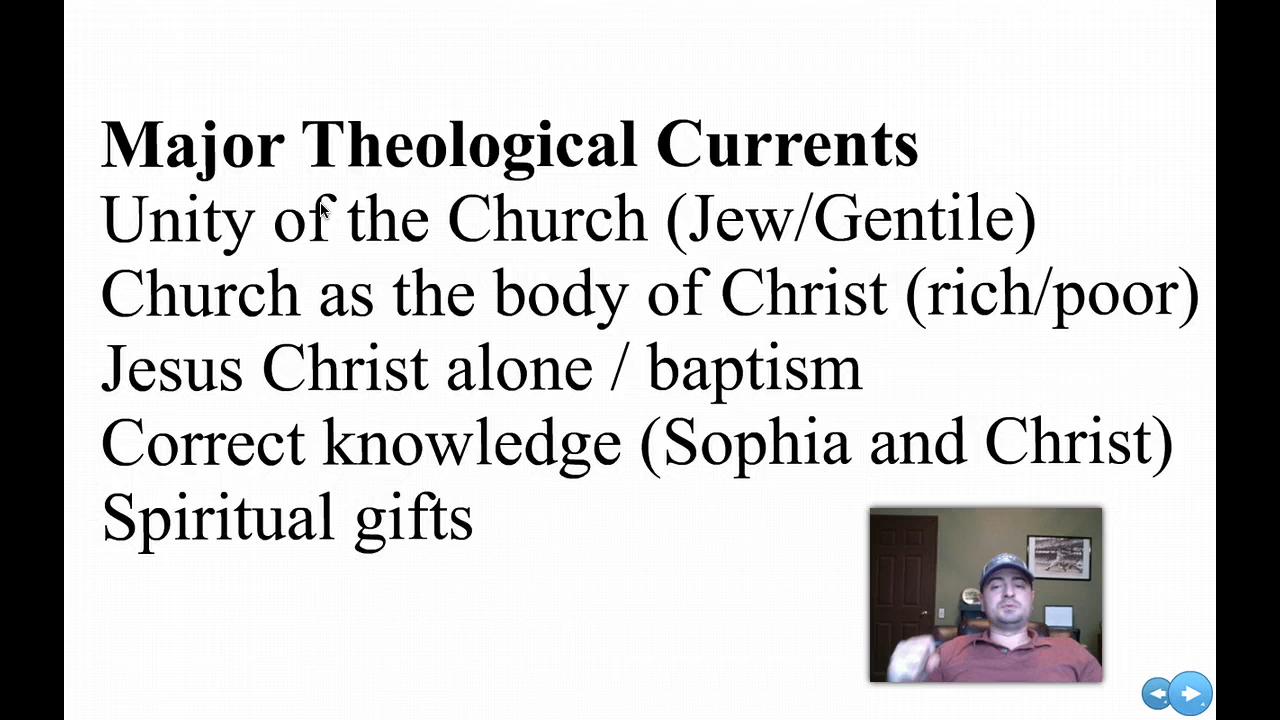 Major Theological Currents
Unity of the Church (Jew/Gentile)
Church as the body of Christ (rich/poor)
Jesus Christ alone / baptism
Correct knowledge (Sophia and Christ)
Spiritual gifts